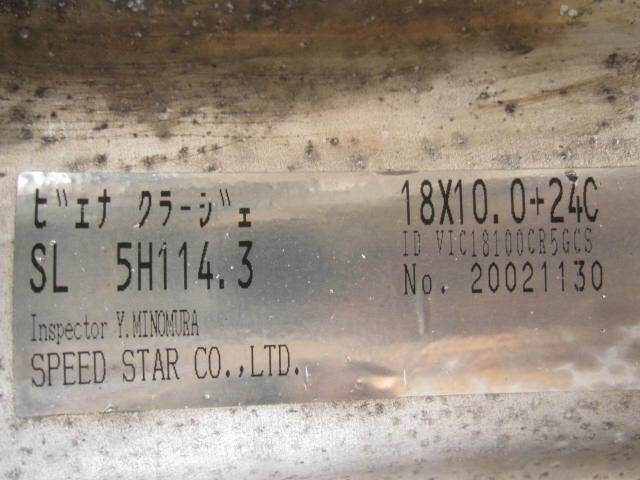 ビェナ クラージェ 18X10.0+24C
ID VIC18100CR5GCS
SL 5H114.3 No. 20021130
Inspector Y.MINOMURA
SPEED STAR CO.,LTD.